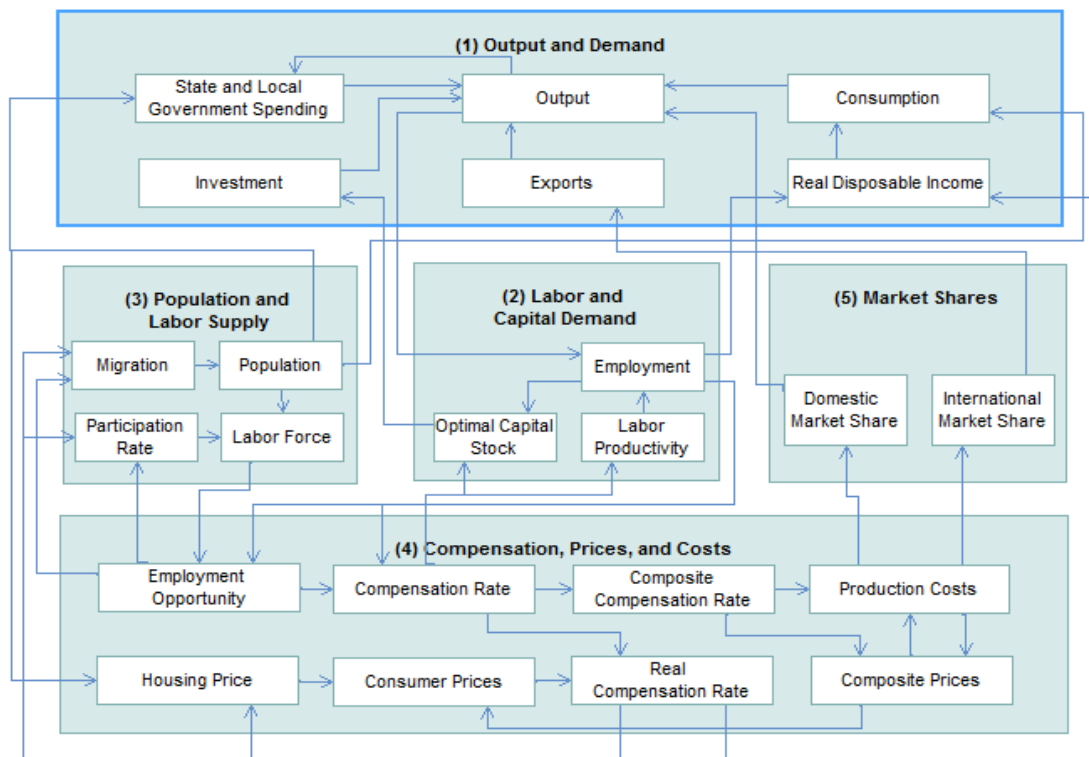 (1) Output and Demand
State and Local
Government Spending
Output
Consumption
Investment
Exports
Real Disposable Income
(3) Population and
Labor Supply
Migration
Population
Participation
Rate
Labor Force
(2) Labor and
Capital Demand
Employment
Optimal Capital
Stock
Labor
Productivity
(5) Market Shares
Domestic
Market Share
International
Market Share
(4) Compensation, Prices, and Costs
Employment
Opportunity
Compensation Rate
Composite
Compensation Rate
Production Costs
Housing Price
Consumer Prices
Real
Compensation Rate
Composite Prices